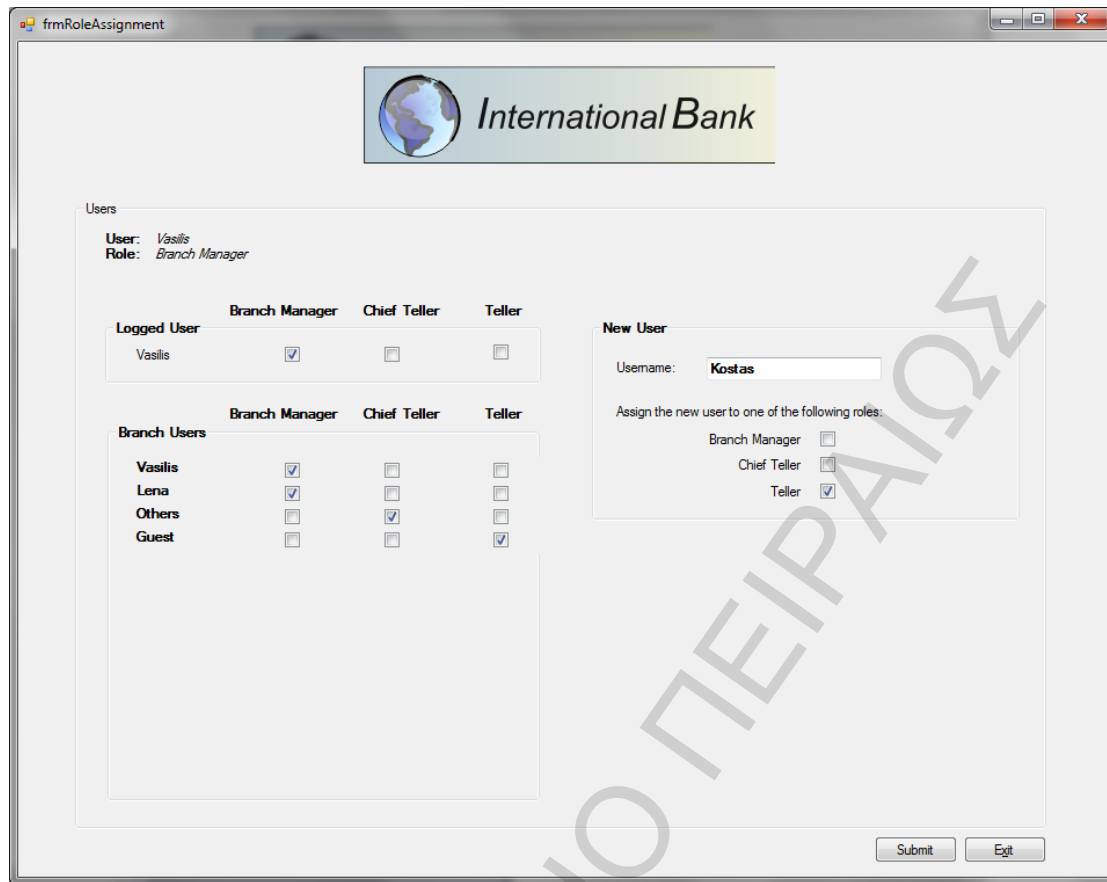 frmRoleAssignment
International Bank
Users
User: Vasilis
Role: Branch Manager
Branch Manager Chief Teller Teller
Logged User
Vasilis
Branch Manager Chief Teller Teller
Branch Users
Vasilis
Lena
Others
Guest
New User
Username: Kostas
Assign the new user to one of the following roles:
Branch Manager
Chief Teller
Teller
Submit Exit
ΙΟ ΠΕΙΡΑΙΩΣ